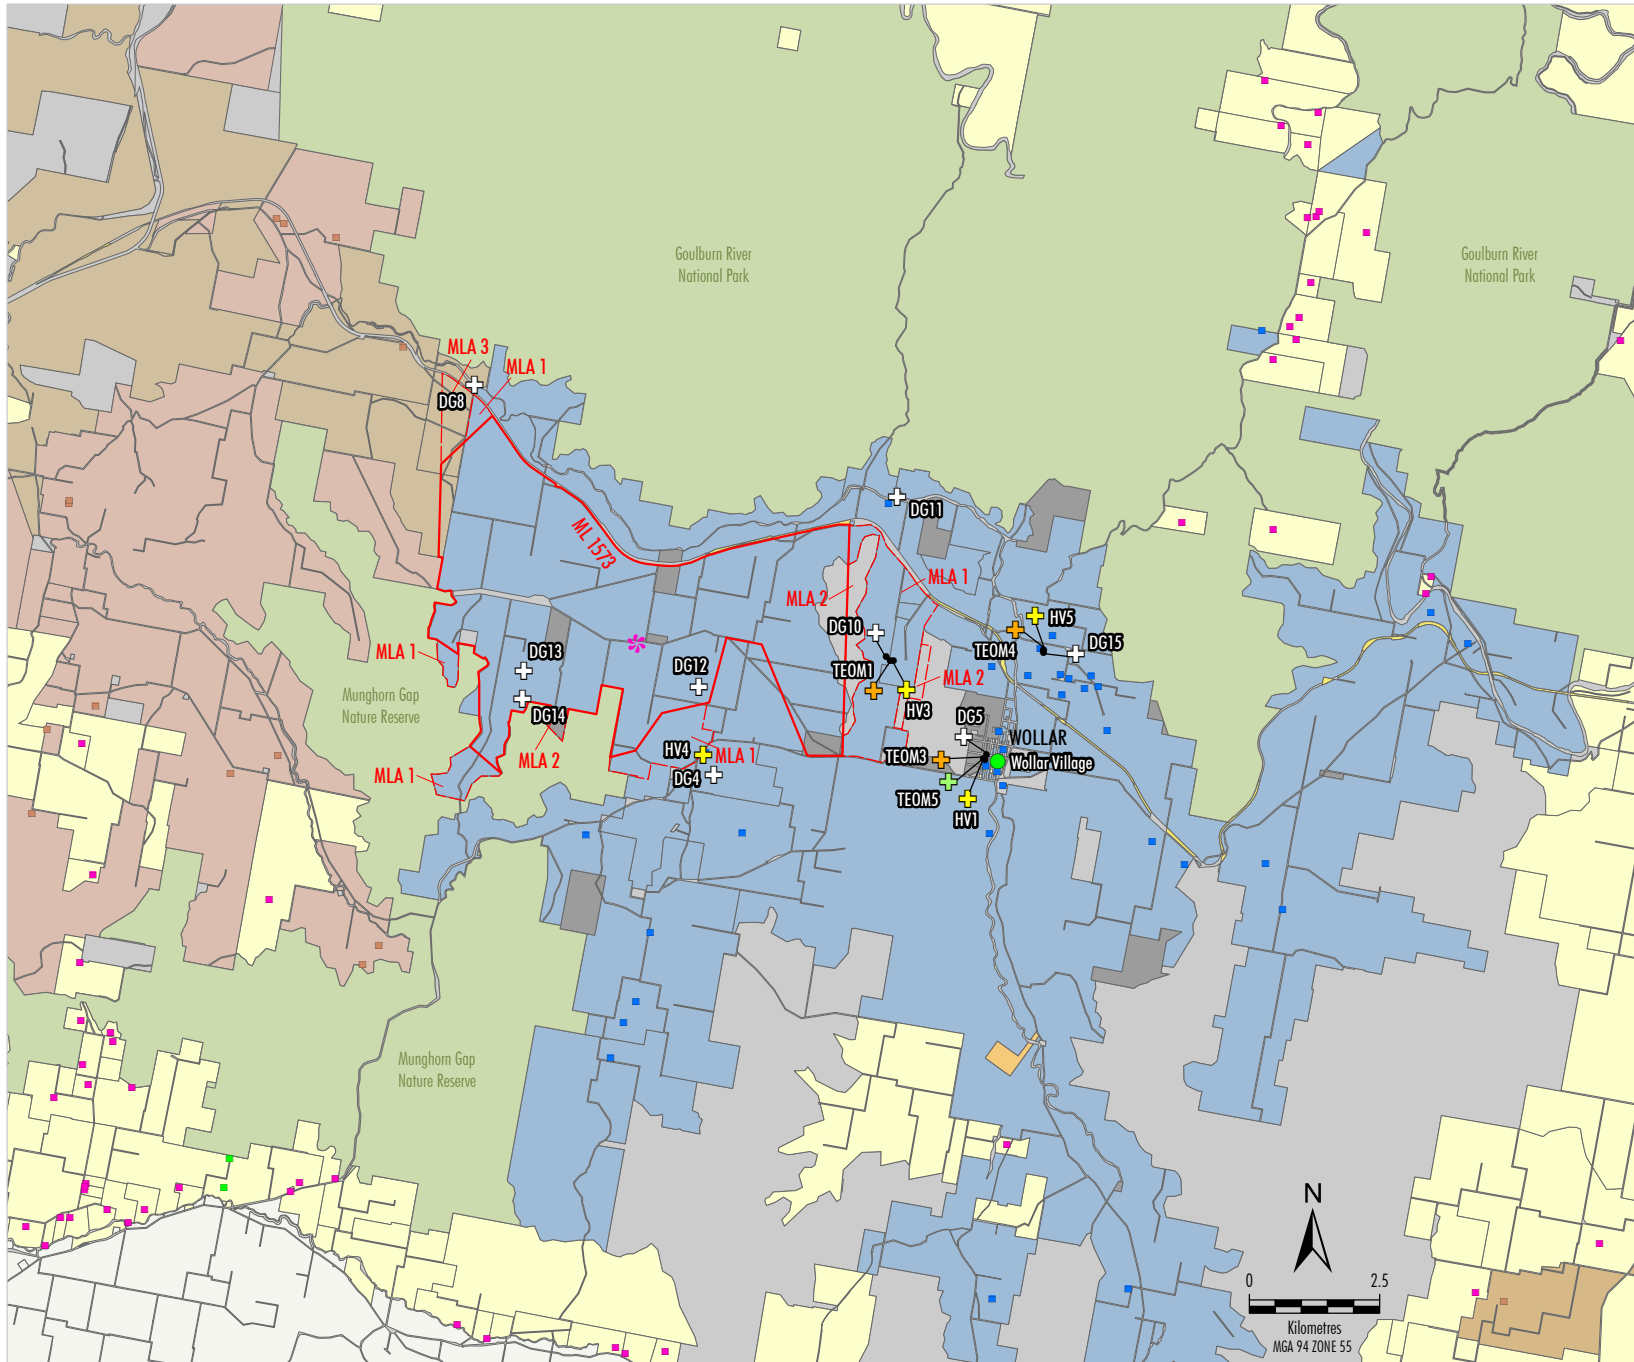 Goulburn River
National Park
Goulburn River
National Park
MLA 3
MLA 1
DG8
ML 1573
DG11
MLA 1
MLA 2
DG10
HV5
TEOM4
DG15
MLA 1
DG13
DG12
TEOM1
MLA 2
Munghorn Gap
Nature Reserve
DG14
HV3
DG5
WOLLAR
HV4
MLA 1
TEOM3
Wollar Village
MLA 2
MLA 1
DG4
TEOM5
HV1
Munghorn Gap
Nature Reserve
N
0
2.5
Kilometres
MGA 94 ZONE 55